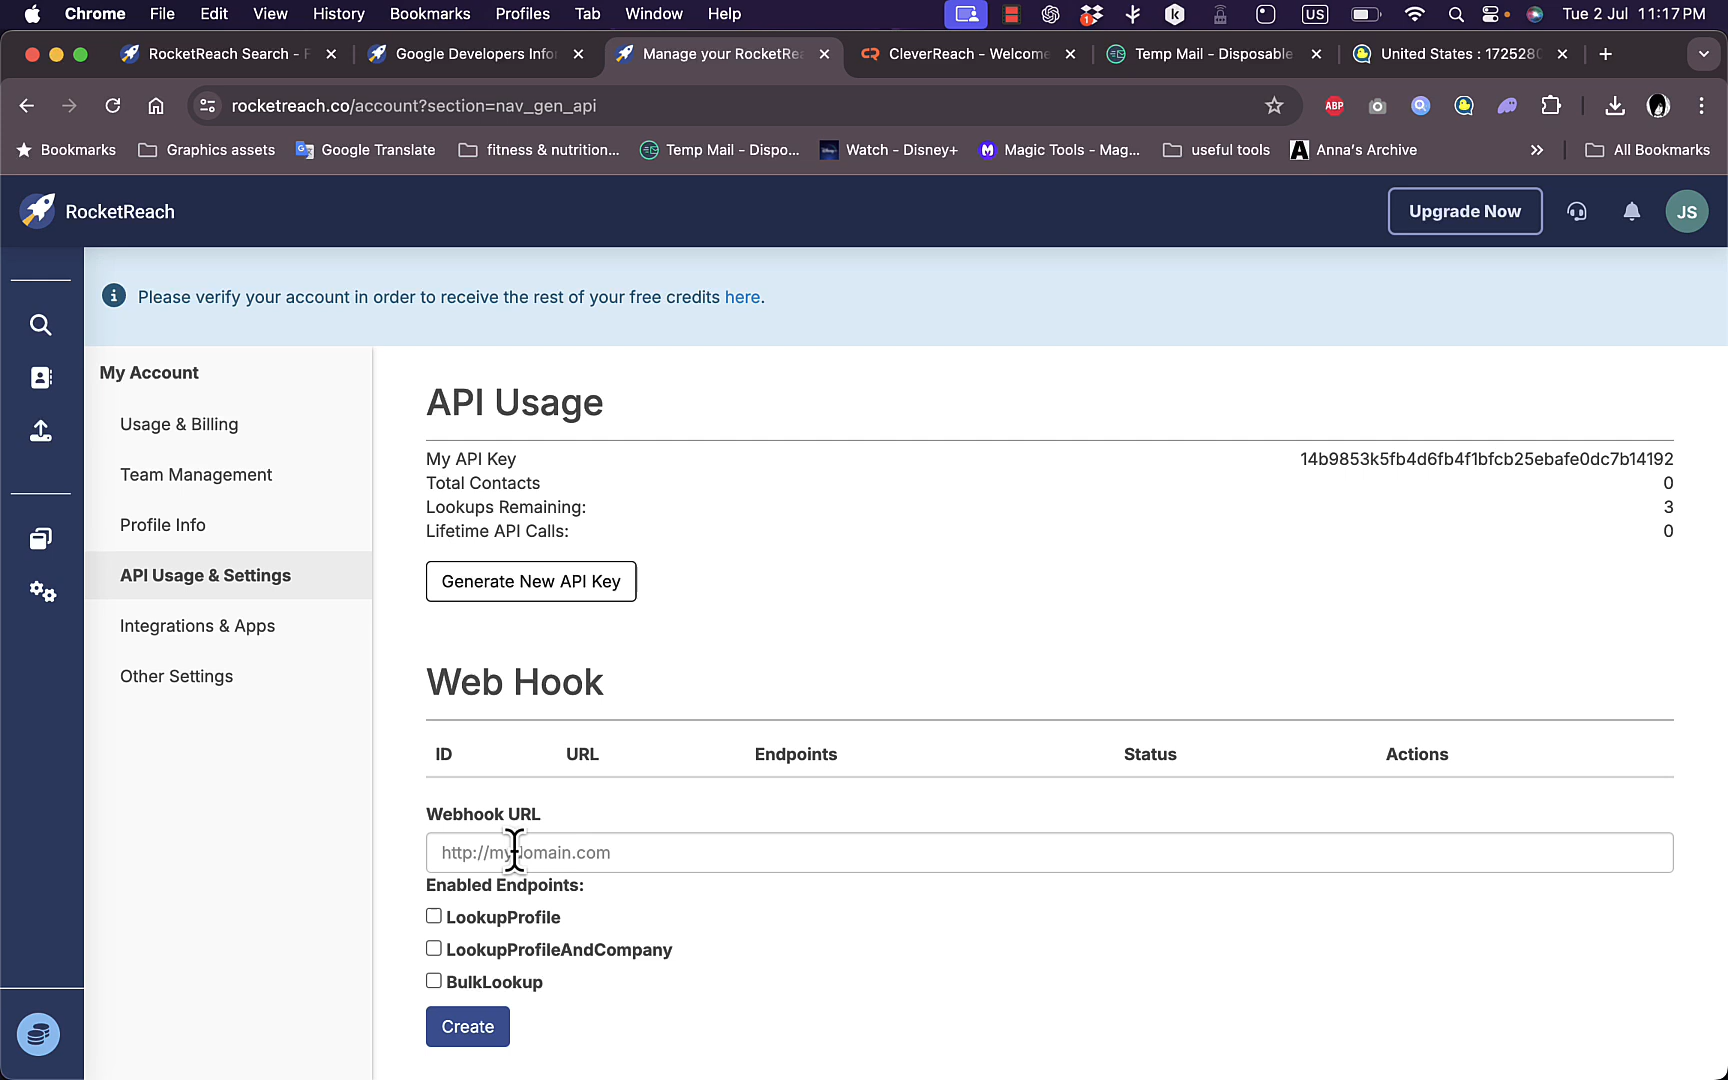 Chrome File Edit View History Bookmarks Profiles Tab Window Help 1 US Tue 2 Jul 11:17 PM
RocketReach Search - Google Developers Info Manage your RocketRea CleverReach - Welcome Temp Mail - Disposable United States : 172528
rocketreach.co/account?section=nav_gen_api ABP
Bookmarks Graphics assets Google Translate fitness & nutrition... Temp Mail - Dispo... Watch - Disney+ Magic Tools - Mag... useful tools Anna's Archive All Bookmarks
RocketReach Upgrade Now JS
Please verify your account in order to receive the rest of your free credits here.
My Account
Usage & Billing
Team Management
Profile Info
API Usage & Settings
Integrations & Apps
Other Settings
API Usage
My API Key 14b9853k5fb4d6fb4f1bfcb25ebafe0dc7b14192
Total Contacts 0
Lookups Remaining: 3
Lifetime API Calls: 0
Generate New API Key
Web Hook
ID URL Endpoints Status Actions
Webhook URL
http://mydomain.com
Enabled Endpoints:
LookupProfile
LookupProfileAndCompany
BulkLookup
Create